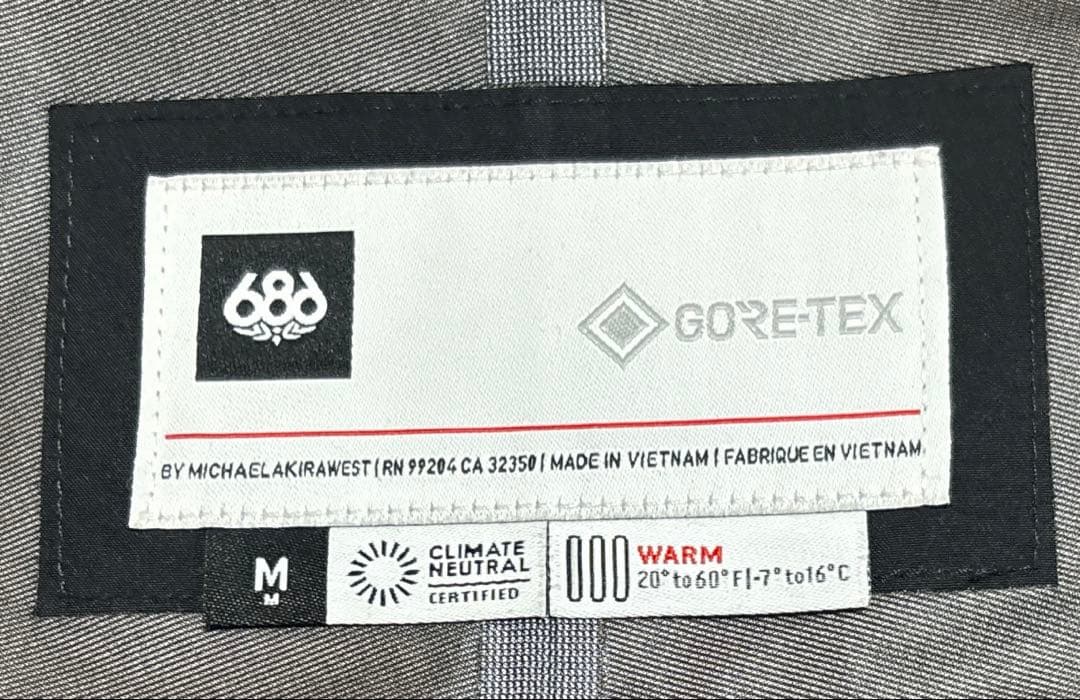 686
GORE-TEX
BY MICHAELAKIRAWEST | RN 99204 CA 32350 | MADE IN VIETNAM | FABRIQUE EN VIETNAM
M
M
CLIMATE
NEUTRAL
CERTIFIED
WARM
20° to 60° F | -7° to 16° C